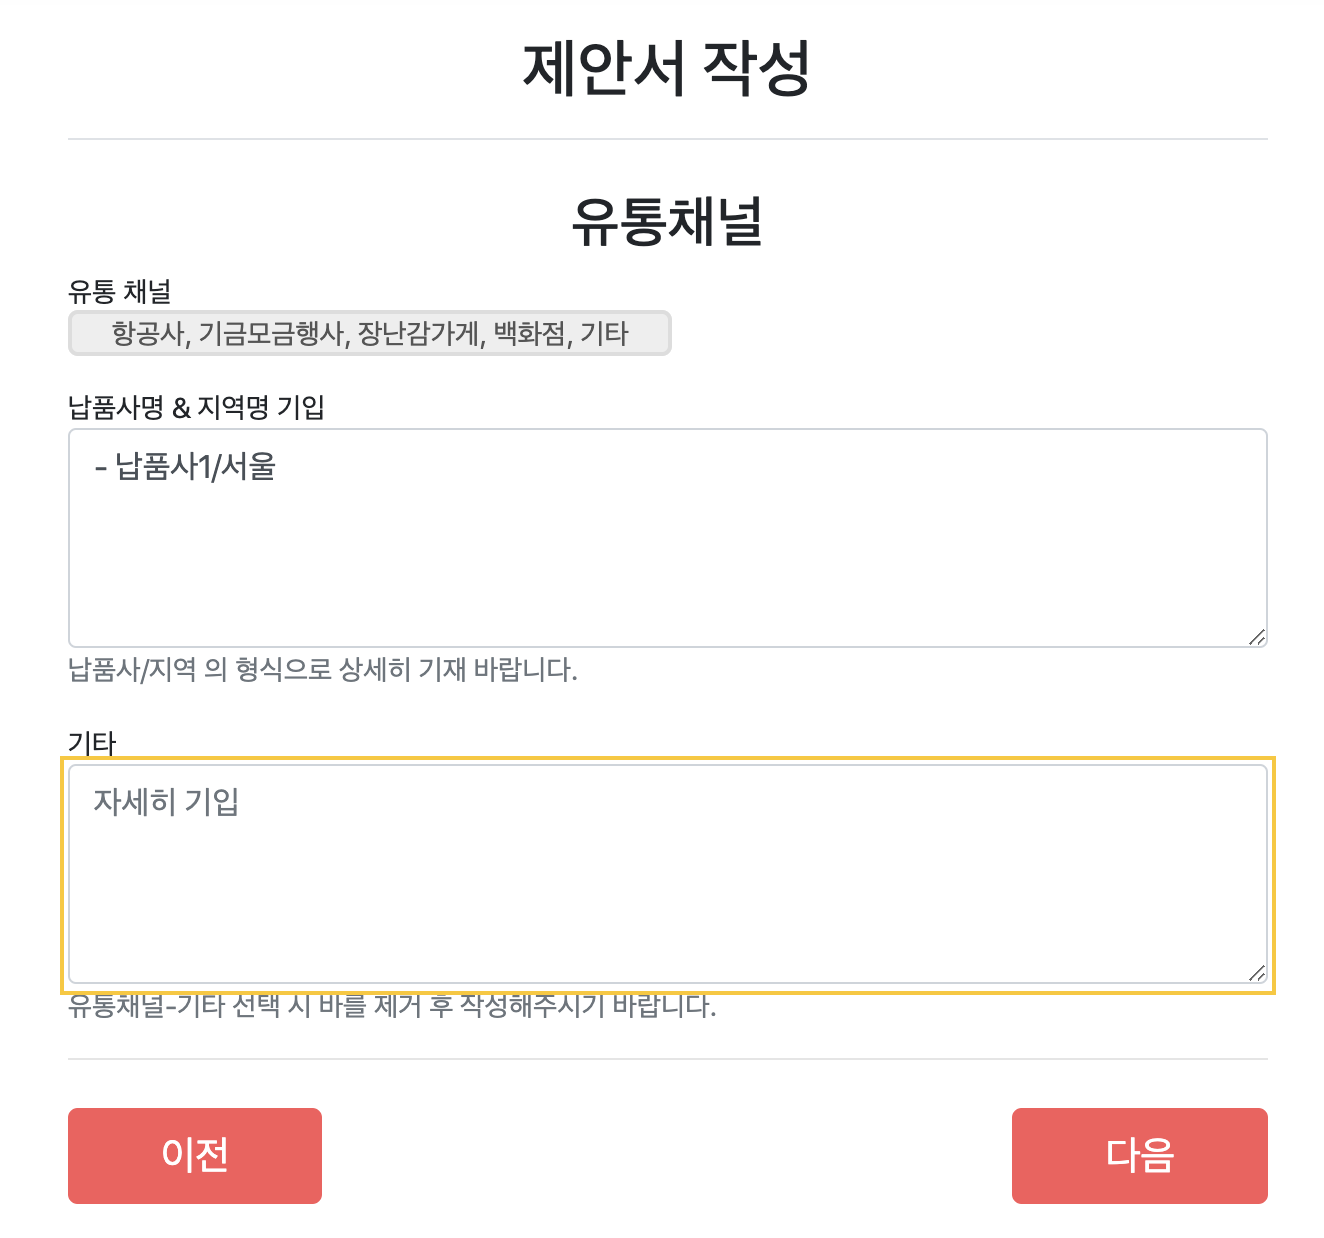 제안서 작성
유통채널
유통 채널
항공사, 기금모금행사, 장난감가게, 백화점, 기타
납품사명 & 지역명 기입
- 납품사1/서울
납품사/지역 의 형식으로 상세히 기재 바랍니다.
기타
자세히 기입
유통채널-기타 선택 시 바를 제거 후 작성해주시기 바랍니다.
이전
다음